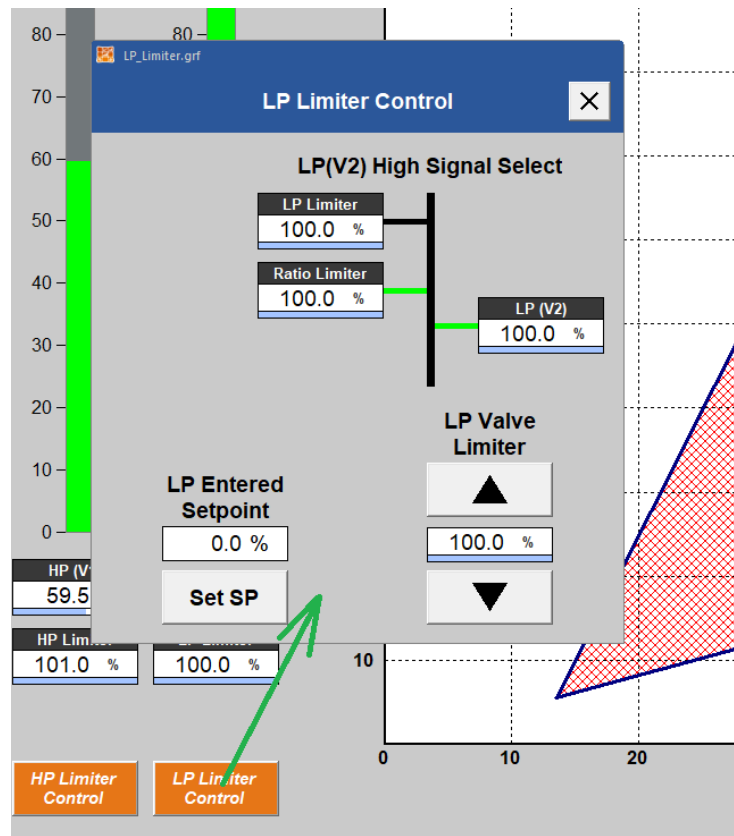 80
80
LP_Limiter.grf
70
LP Limiter Control
60
LP(V2) High Signal Select
LP Limiter
100.0 %
50
Ratio Limiter
100.0 %
40
LP (V2)
100.0 %
30
20
LP Valve
Limiter
10
LP Entered
Setpoint
0
0.0 %
100.0 %
HP
59.5
Set SP
HP
101.0 %
LP Limiter
100.0 %
10
0
10
20
HP Limiter
Control
LP Limiter
Control